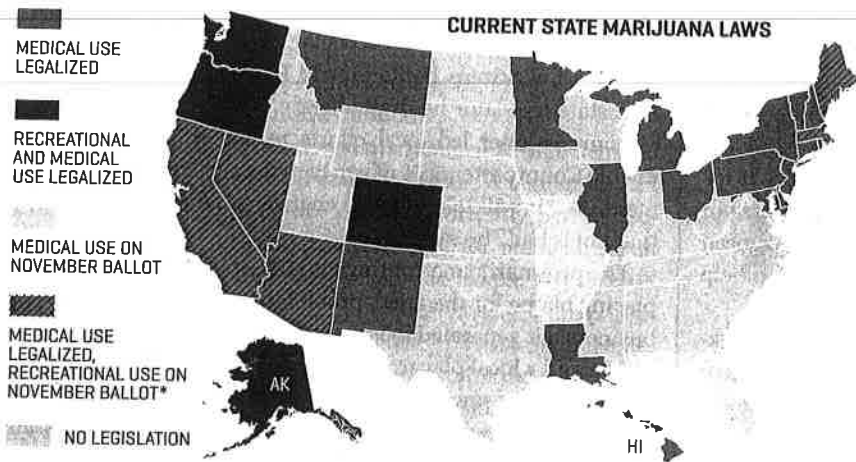 CURRENT STATE MARIJUANA LAWS
MEDICAL USE
LEGALIZED
RECREATIONAL
AND MEDICAL
USE LEGALIZED
MEDICAL USE ON
NOVEMBER BALLOT
MEDICAL USE
LEGALIZED,
RECREATIONAL USE ON
NOVEMBER BALLOT*
NO LEGISLATION
AK
HI